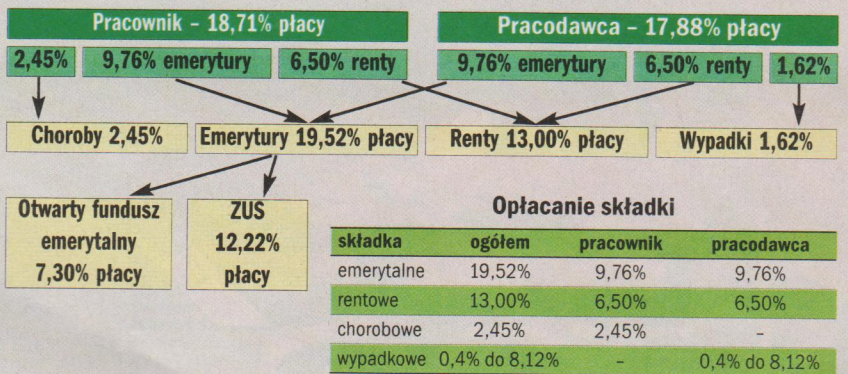 Pracownik – 18,71% płacy
Pracodawca – 17,88% płacy
2,45%
9,76% emerytury
6,50% renty
9,76% emerytury
6,50% renty
1,62%
Choroby 2,45%
Emerytury 19,52% płacy
Renty 13,00% płacy
Wypadki 1,62%
Otwarty fundusz
emerytalny
7,30% płacy
ZUS
12,22%
płacy
Opłacanie składki
składka ogółem pracownik pracodawca
emerytalne 19,52% 9,76% 9,76%
rentowe 13,00% 6,50% 6,50%
chorobowe 2,45% 2,45% –
wypadkowe 0,4% do 8,12% – 0,4% do 8,12%